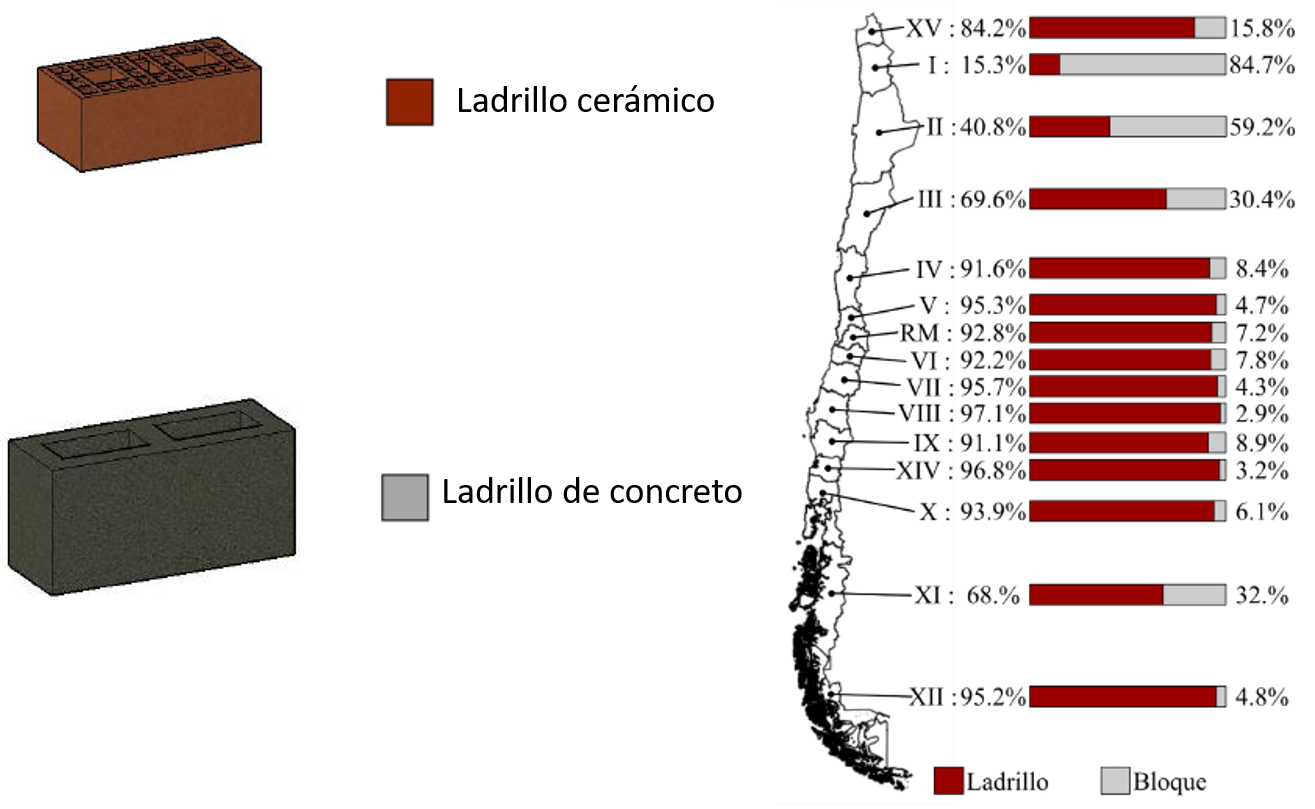 Ladrillo cerámico
Ladrillo de concreto
XV : 84.2% 15.8%
I : 15.3% 84.7%
II : 40.8% 59.2%
III : 69.6% 30.4%
IV : 91.6% 8.4%
V : 95.3% 4.7%
RM : 92.8% 7.2%
VI : 92.2% 7.8%
VII : 95.7% 4.3%
VIII : 97.1% 2.9%
IX : 91.1% 8.9%
XIV : 96.8% 3.2%
X : 93.9% 6.1%
XI : 68.% 32.%
XII : 95.2% 4.8%
Ladrillo Bloque